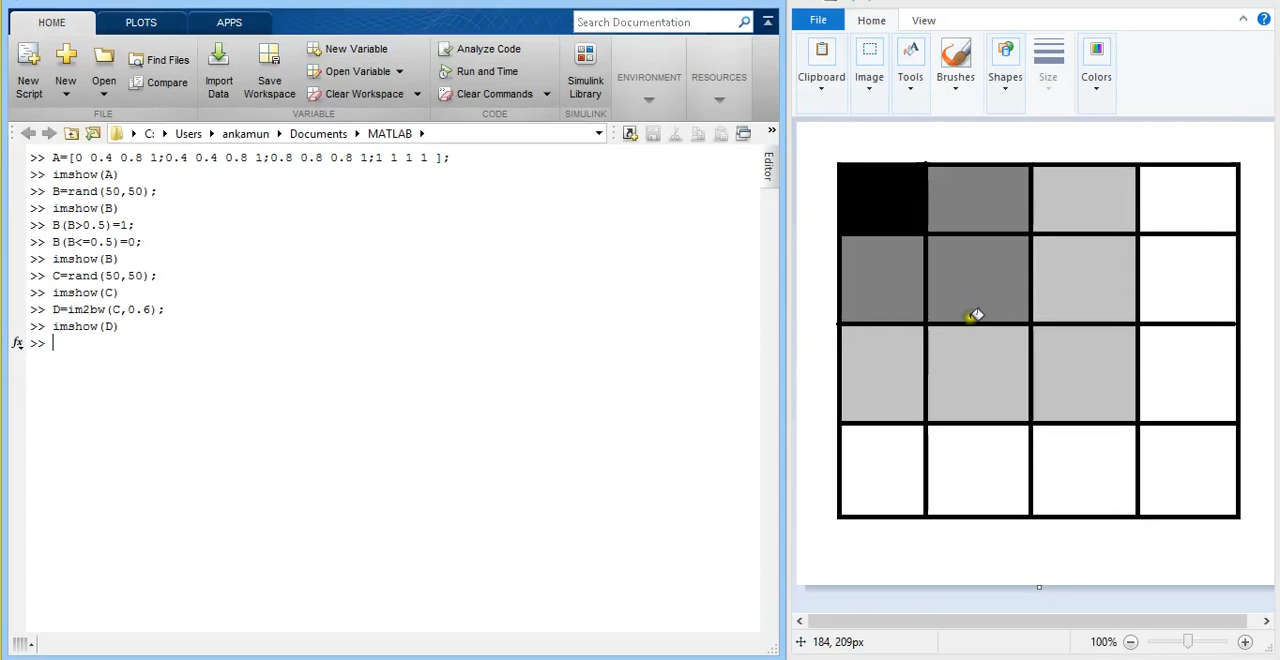 HOME PLOTS APPS Search Documentation
New Script
New
Open
Find Files
Compare
FILE
Import Data
Save Workspace
New Variable
Open Variable
Clear Workspace
VARIABLE
Analyze Code
Run and Time
Clear Commands
CODE
Simulink Library
SIMULINK
ENVIRONMENT
RESOURCES
C: Users ankamun Documents MATLAB
>> A=[0 0.4 0.8 1;0.4 0.4 0.8 1;0.8 0.8 0.8 1;1 1 1 1 ];
>> imshow(A)
>> B=rand(50,50);
>> imshow(B)
>> B(B>0.5)=1;
>> B(B<=0.5)=0;
>> imshow(B)
>> C=rand(50,50);
>> imshow(C)
>> D=im2bw(C,0.6);
>> imshow(D)
fx >>
Editor
File Home View
Clipboard
Image
Tools
Brushes
Shapes
Size
Colors
184, 209px
100%